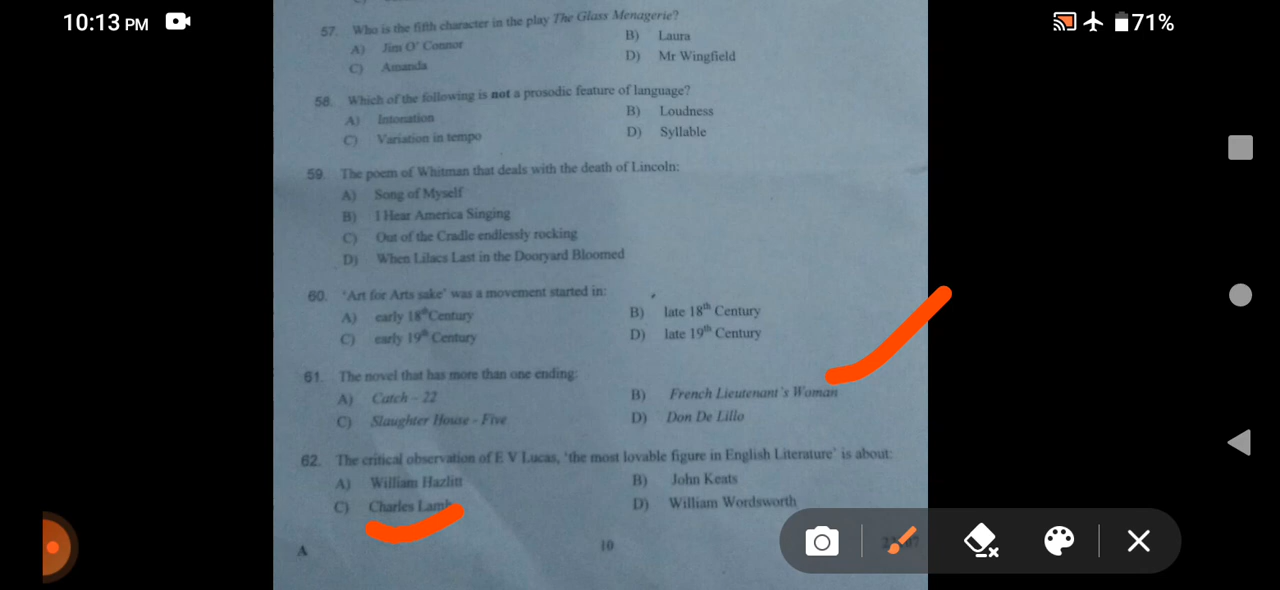 10:13 PM
71%
57. Who is the fifth character in the play The Glass Menagerie?
A) Jim O' Connor
B) Laura
C) Amanda
D) Mr Wingfield
58. Which of the following is not a prosodic feature of language?
A) Intonation
B) Loudness
C) Variation in tempo
D) Syllable
59. The poem of Whitman that deals with the death of Lincoln:
A) Song of Myself
B) I Hear America Singing
C) Out of the Cradle endlessly rocking
D) When Lilacs Last in the Dooryard Bloomed
60. 'Art for Arts sake' was a movement started in:
A) early 18th Century
B) late 18th Century
C) early 19th Century
D) late 19th Century
61. The novel that has more than one ending:
A) Catch – 22
B) French Lieutenant's Woman
C) Slaughter House - Five
D) Don De Lillo
62. The critical observation of E V Lucas, 'the most lovable figure in English Literature' is about:
A) William Hazlitt
B) John Keats
C) Charles Lamb
D) William Wordsworth
A
10